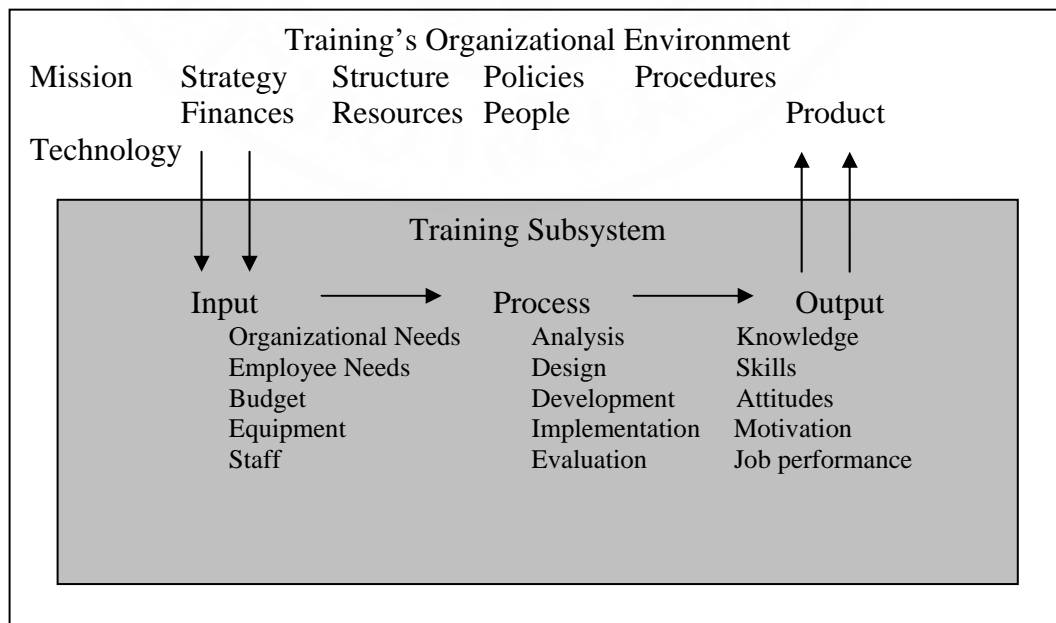 Training's Organizational Environment
Mission Strategy Structure Policies Procedures
Finances Resources People Product
Technology
Training Subsystem
Input Process Output
Organizational Needs Analysis Knowledge
Employee Needs Design Skills
Budget Development Attitudes
Equipment Implementation Motivation
Staff Evaluation Job performance